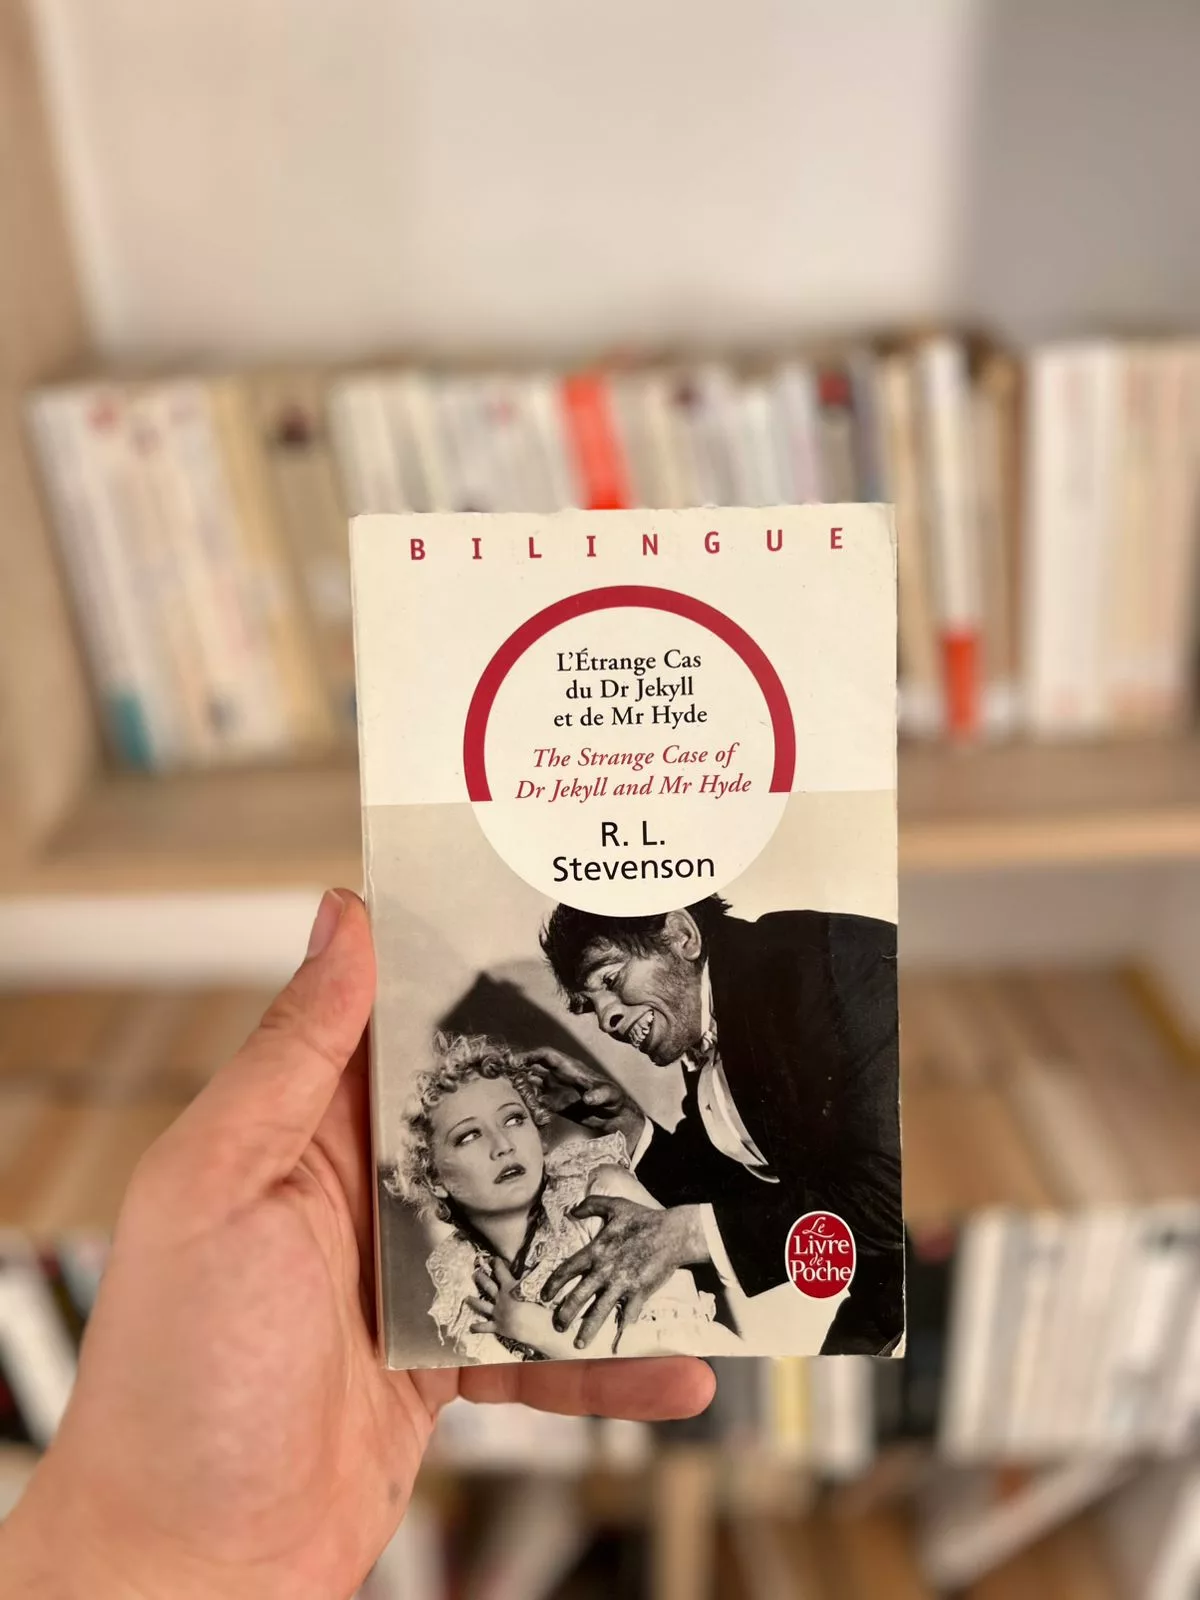 BILINGUE
L'Étrange Cas
du Dr Jekyll
et de Mr Hyde
The Strange Case of
Dr Jekyll and Mr Hyde
R. L.
Stevenson
Le
Livre
de
Poche